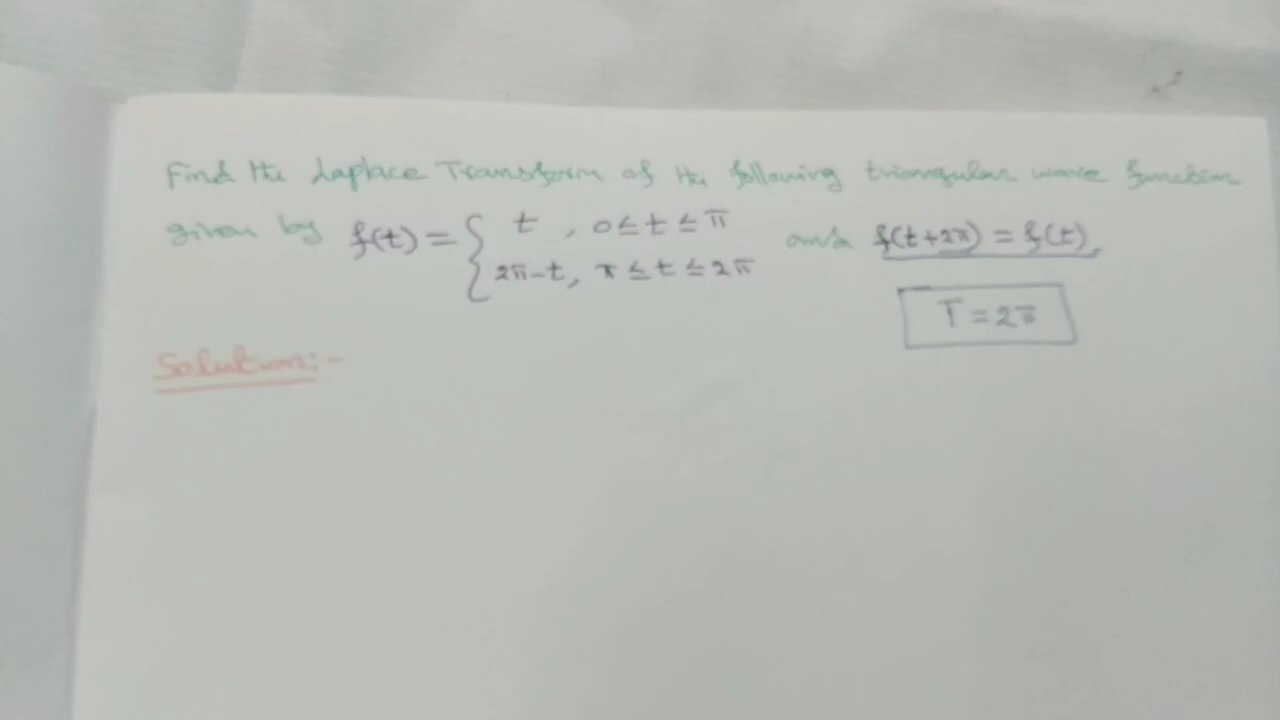 Find the Laplace Transform of the following triangular wave function
given by f(t) = { t , 0 ≤ t ≤ π and f(t+2π) = f(t),
2π-t, π ≤ t ≤ 2π
T = 2π
Solution:-